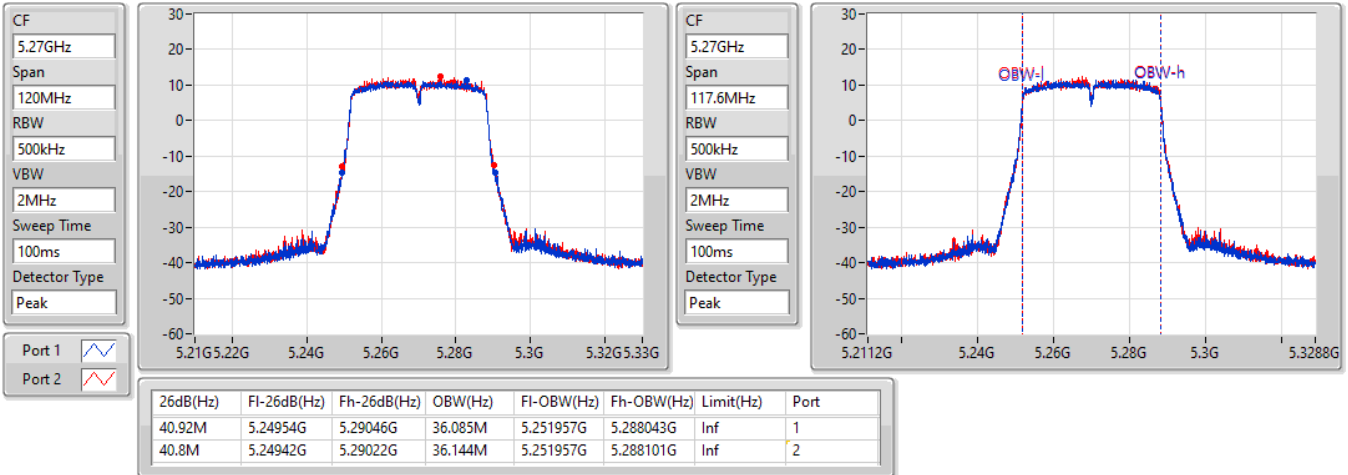 CF
5.27GHz
Span
120MHz
RBW
500kHz
VBW
2MHz
Sweep Time
100ms
Detector Type
Peak
Port 1
Port 2
30
20
10
0
-10
-20
-30
-40
-50
-60
5.21G 5.22G 5.24G 5.26G 5.28G 5.3G 5.32G 5.33G
CF
5.27GHz
Span
117.6MHz
RBW
500kHz
VBW
2MHz
Sweep Time
100ms
Detector Type
Peak
30
20
10
0
-10
-20
-30
-40
-50
-60
OBW-l OBW-h
5.2112G 5.24G 5.26G 5.28G 5.3G 5.3288G
26dB(Hz) Fl-26dB(Hz) Fh-26dB(Hz) OBW(Hz) Fl-OBW(Hz) Fh-OBW(Hz) Limit(Hz) Port
40.92M 5.24954G 5.29046G 36.085M 5.251957G 5.288043G Inf 1
40.8M 5.24942G 5.29022G 36.144M 5.251957G 5.288101G Inf 2